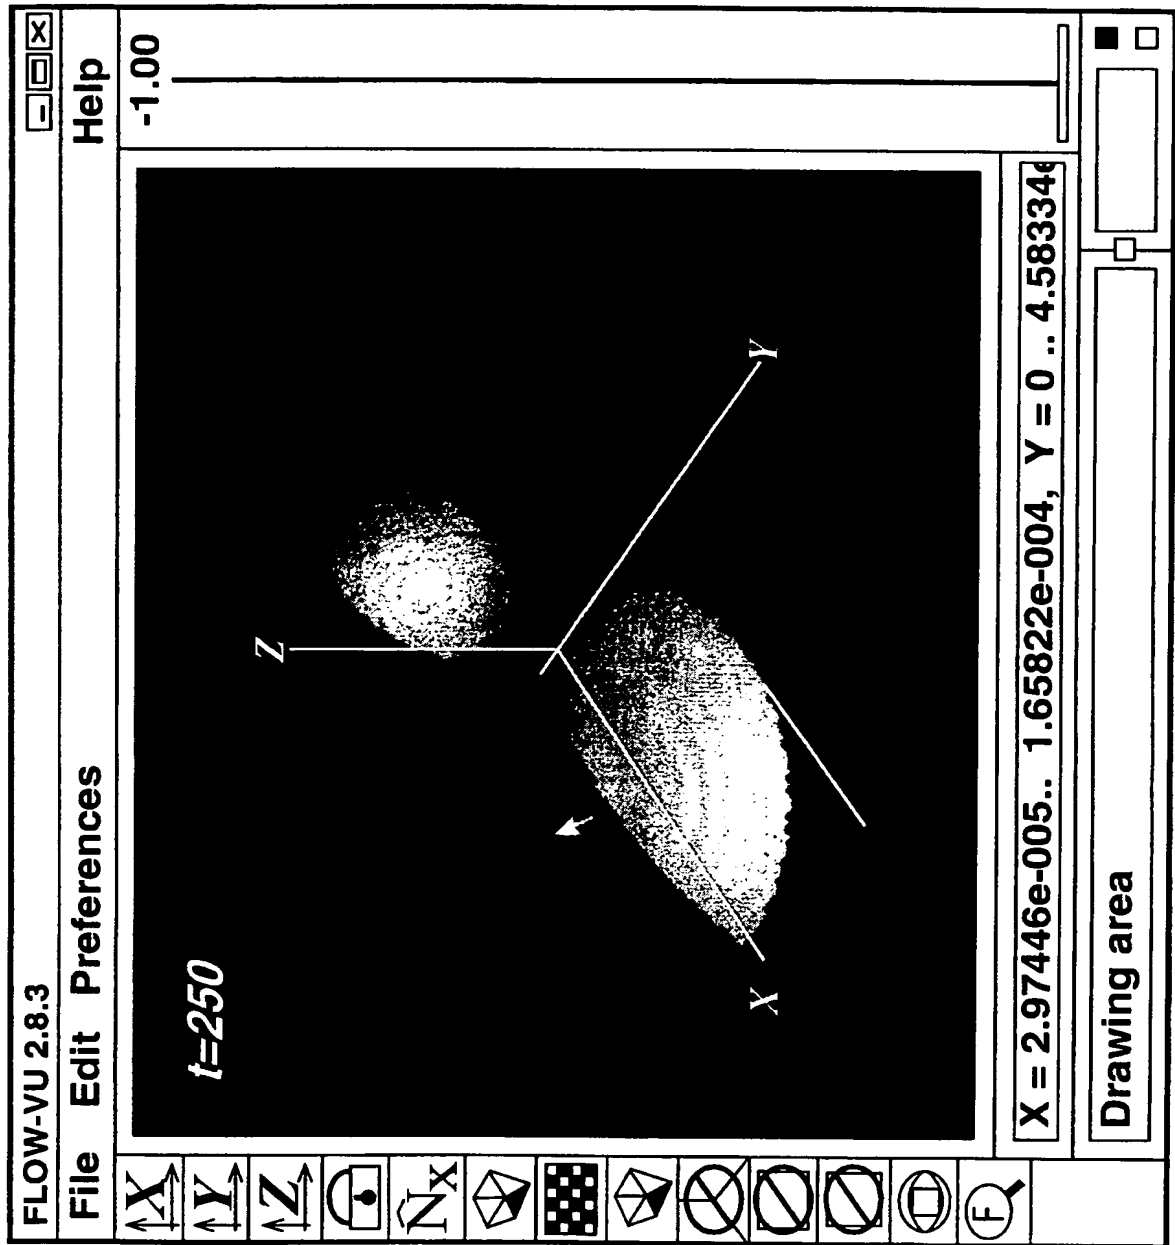 FLOW-VU 2.8.3
File Edit Preferences Help
X
Y
Z
N̂x
F
t=250
Z
X
Y
-1.00
X = 2.97446e-005.. 1.65822e-004, Y = 0 .. 4.58334e
Drawing area